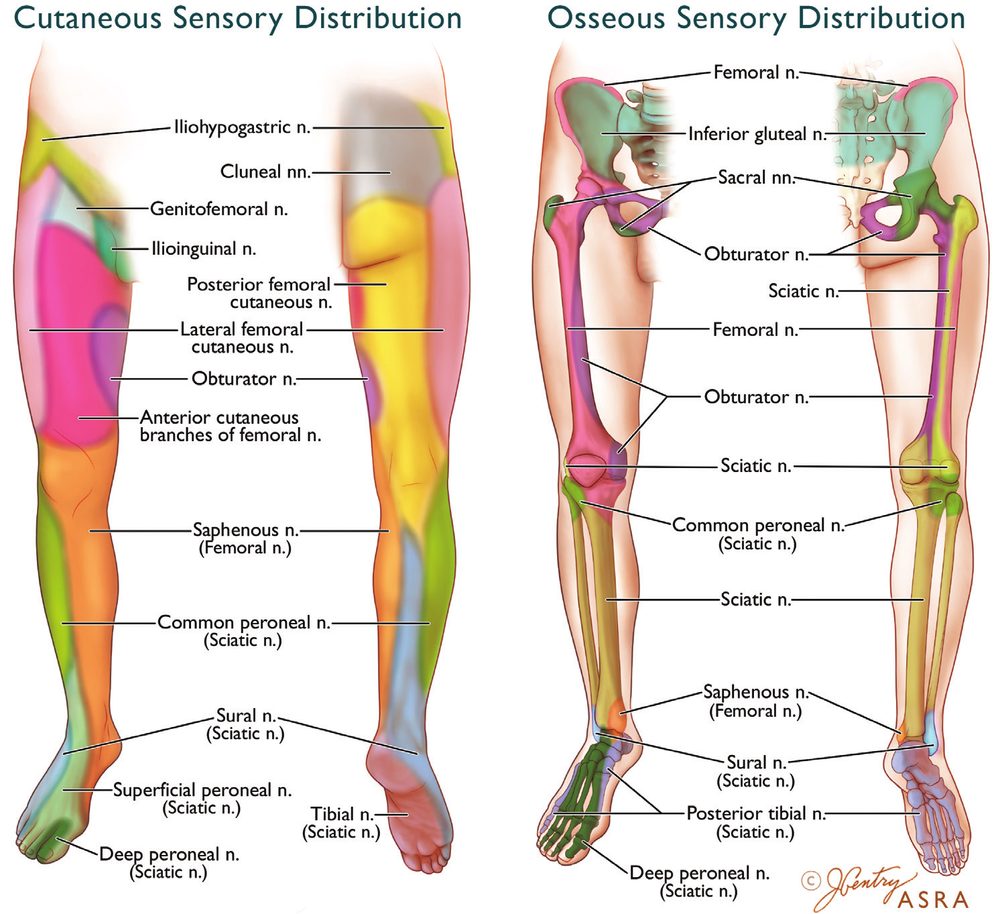 Cutaneous Sensory Distribution
Iliohypogastric n.
Cluneal nn.
Genitofemoral n.
Ilioinguinal n.
Posterior femoral
cutaneous n.
Lateral femoral
cutaneous n.
Obturator n.
Anterior cutaneous
branches of femoral n.
Saphenous n.
(Femoral n.)
Common peroneal n.
(Sciatic n.)
Sural n.
(Sciatic n.)
Superficial peroneal n.
(Sciatic n.)
Tibial n.
(Sciatic n.)
Deep peroneal n.
(Sciatic n.)
Osseous Sensory Distribution
Femoral n.
Inferior gluteal n.
Sacral nn.
Obturator n.
Sciatic n.
Femoral n.
Obturator n.
Sciatic n.
Common peroneal n.
(Sciatic n.)
Sciatic n.
Saphenous n.
(Femoral n.)
Sural n.
(Sciatic n.)
Posterior tibial n.
(Sciatic n.)
Deep peroneal n.
(Sciatic n.)
© JGentry
ASRA